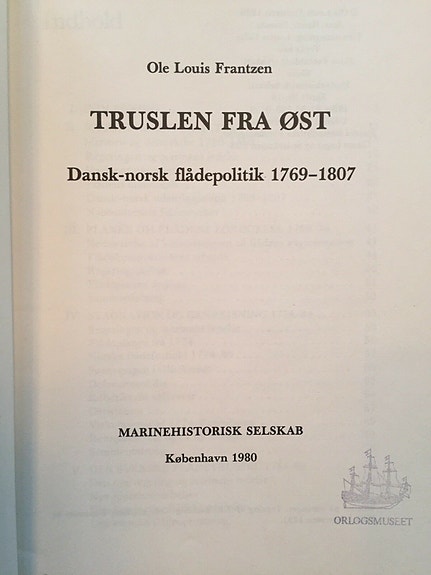 Ole Louis Frantzen
TRUSLEN FRA ØST
Dansk-norsk flådepolitik 1769–1807
MARINEHISTORISK SELSKAB
København 1980
ORLOGSMUSEET